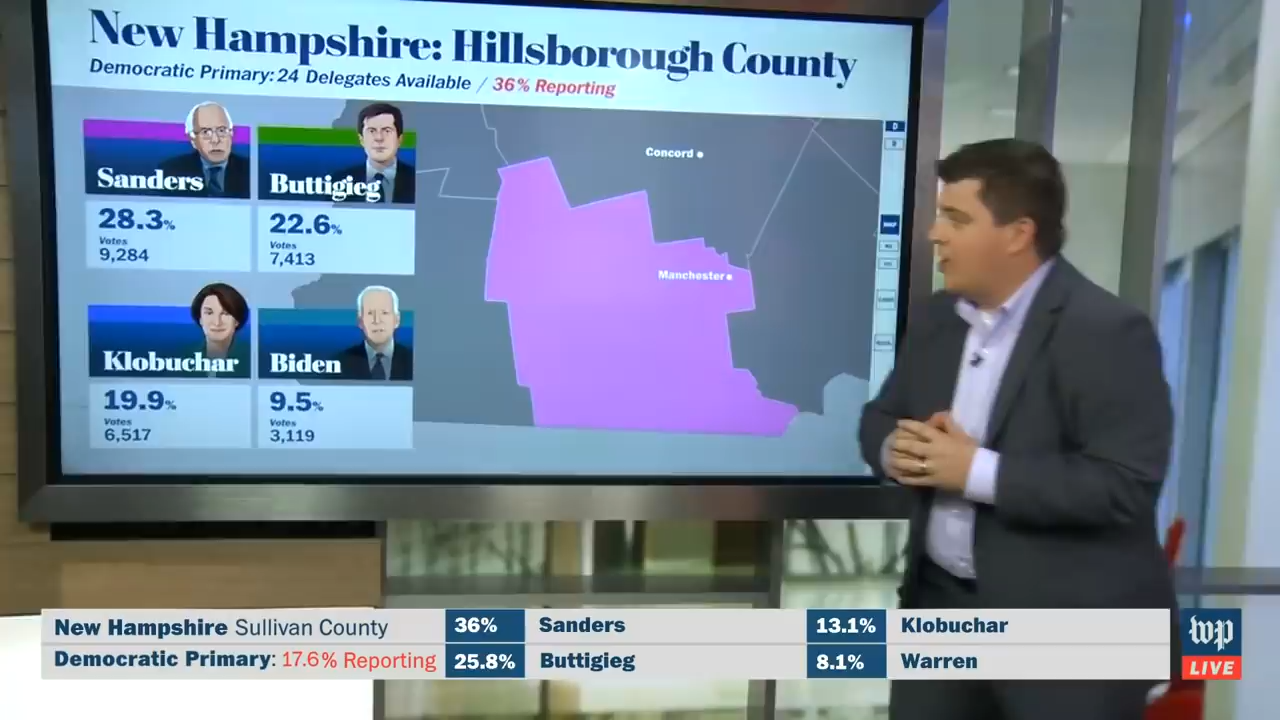 New Hampshire: Hillsborough County
Democratic Primary: 24 Delegates Available / 36% Reporting
Sanders
28.3%
Votes
9,284
Buttigieg
22.6%
Votes
7,413
Klobuchar
19.9%
Votes
6,517
Biden
9.5%
Votes
3,119
Concord
Manchester
New Hampshire Sullivan County
Democratic Primary: 17.6% Reporting
36% Sanders
25.8% Buttigieg
13.1% Klobuchar
8.1% Warren
wp
LIVE